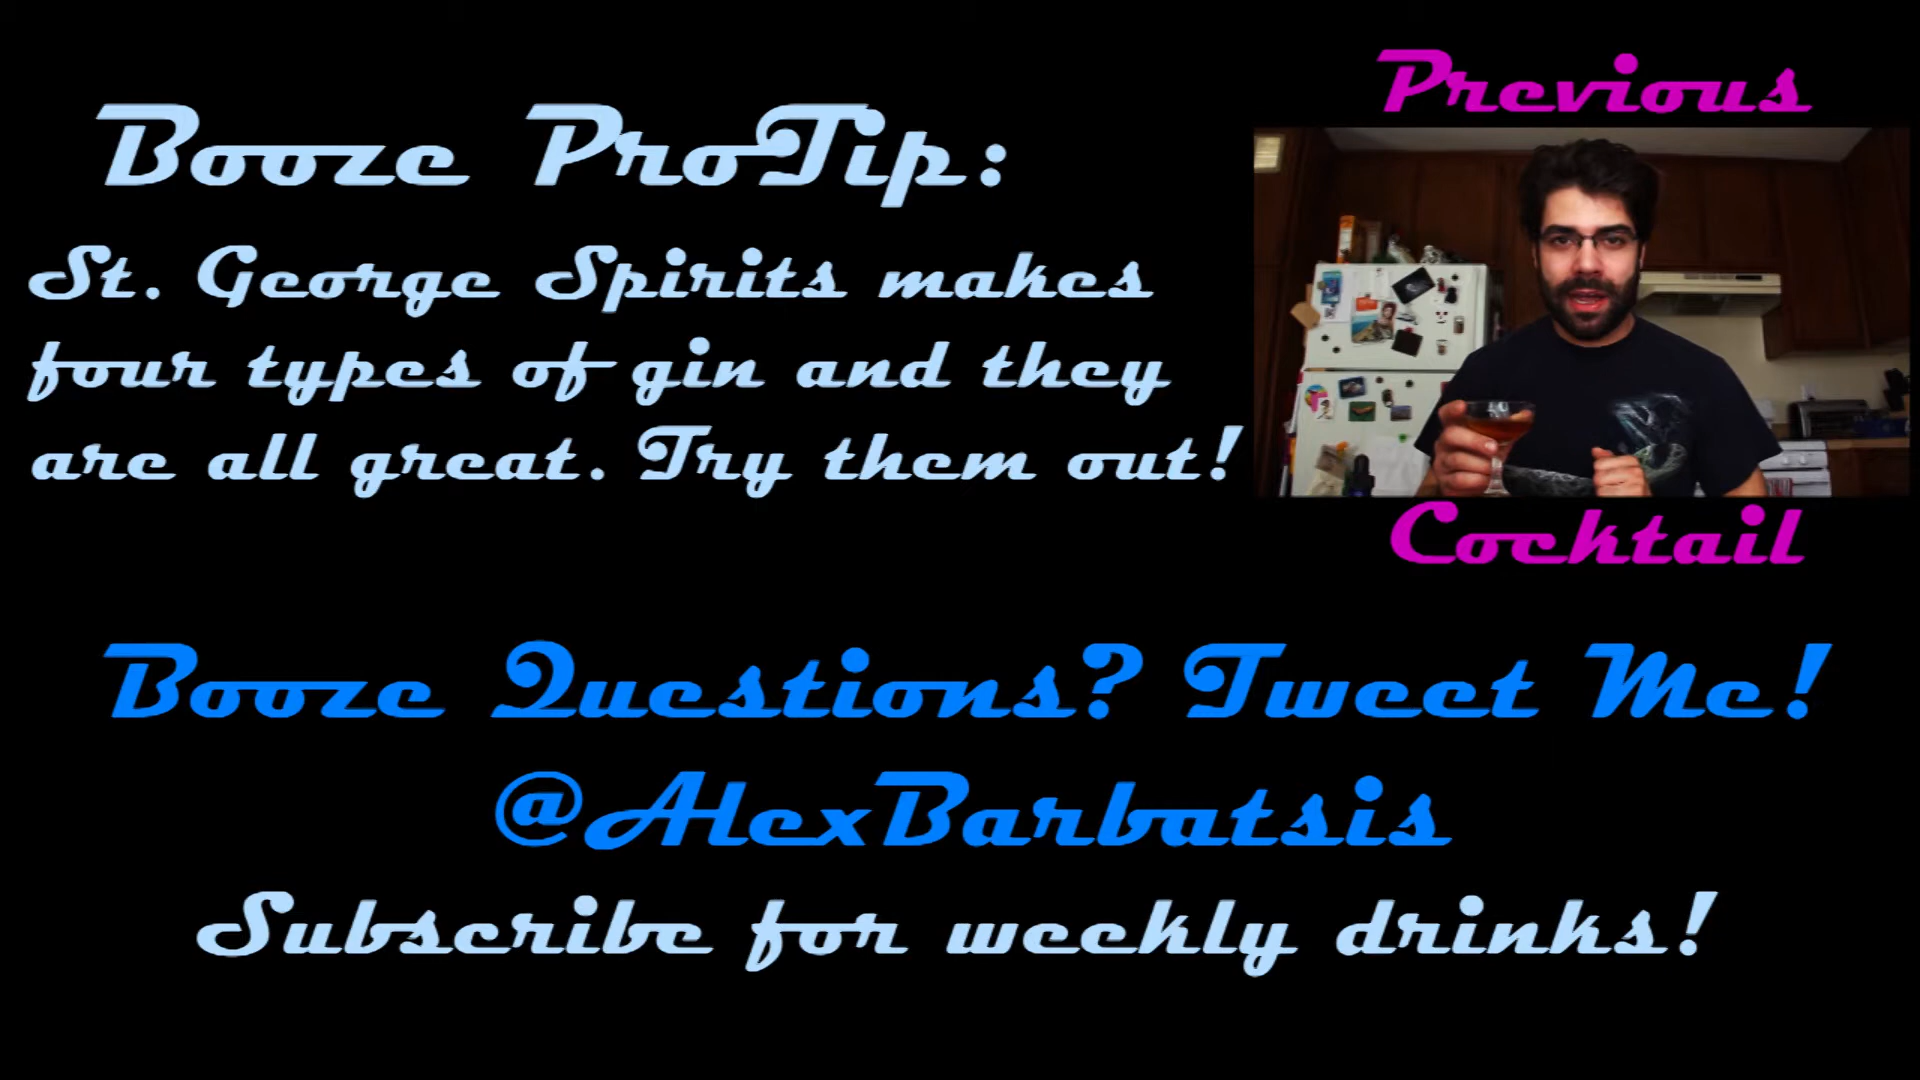 Booze ProTip:
St. George Spirits makes
four types of gin and they
are all great. Try them out!
Previous
Cocktail
Booze Questions? Tweet Me!
@AlexBarbatsis
Subscribe for weekly drinks!